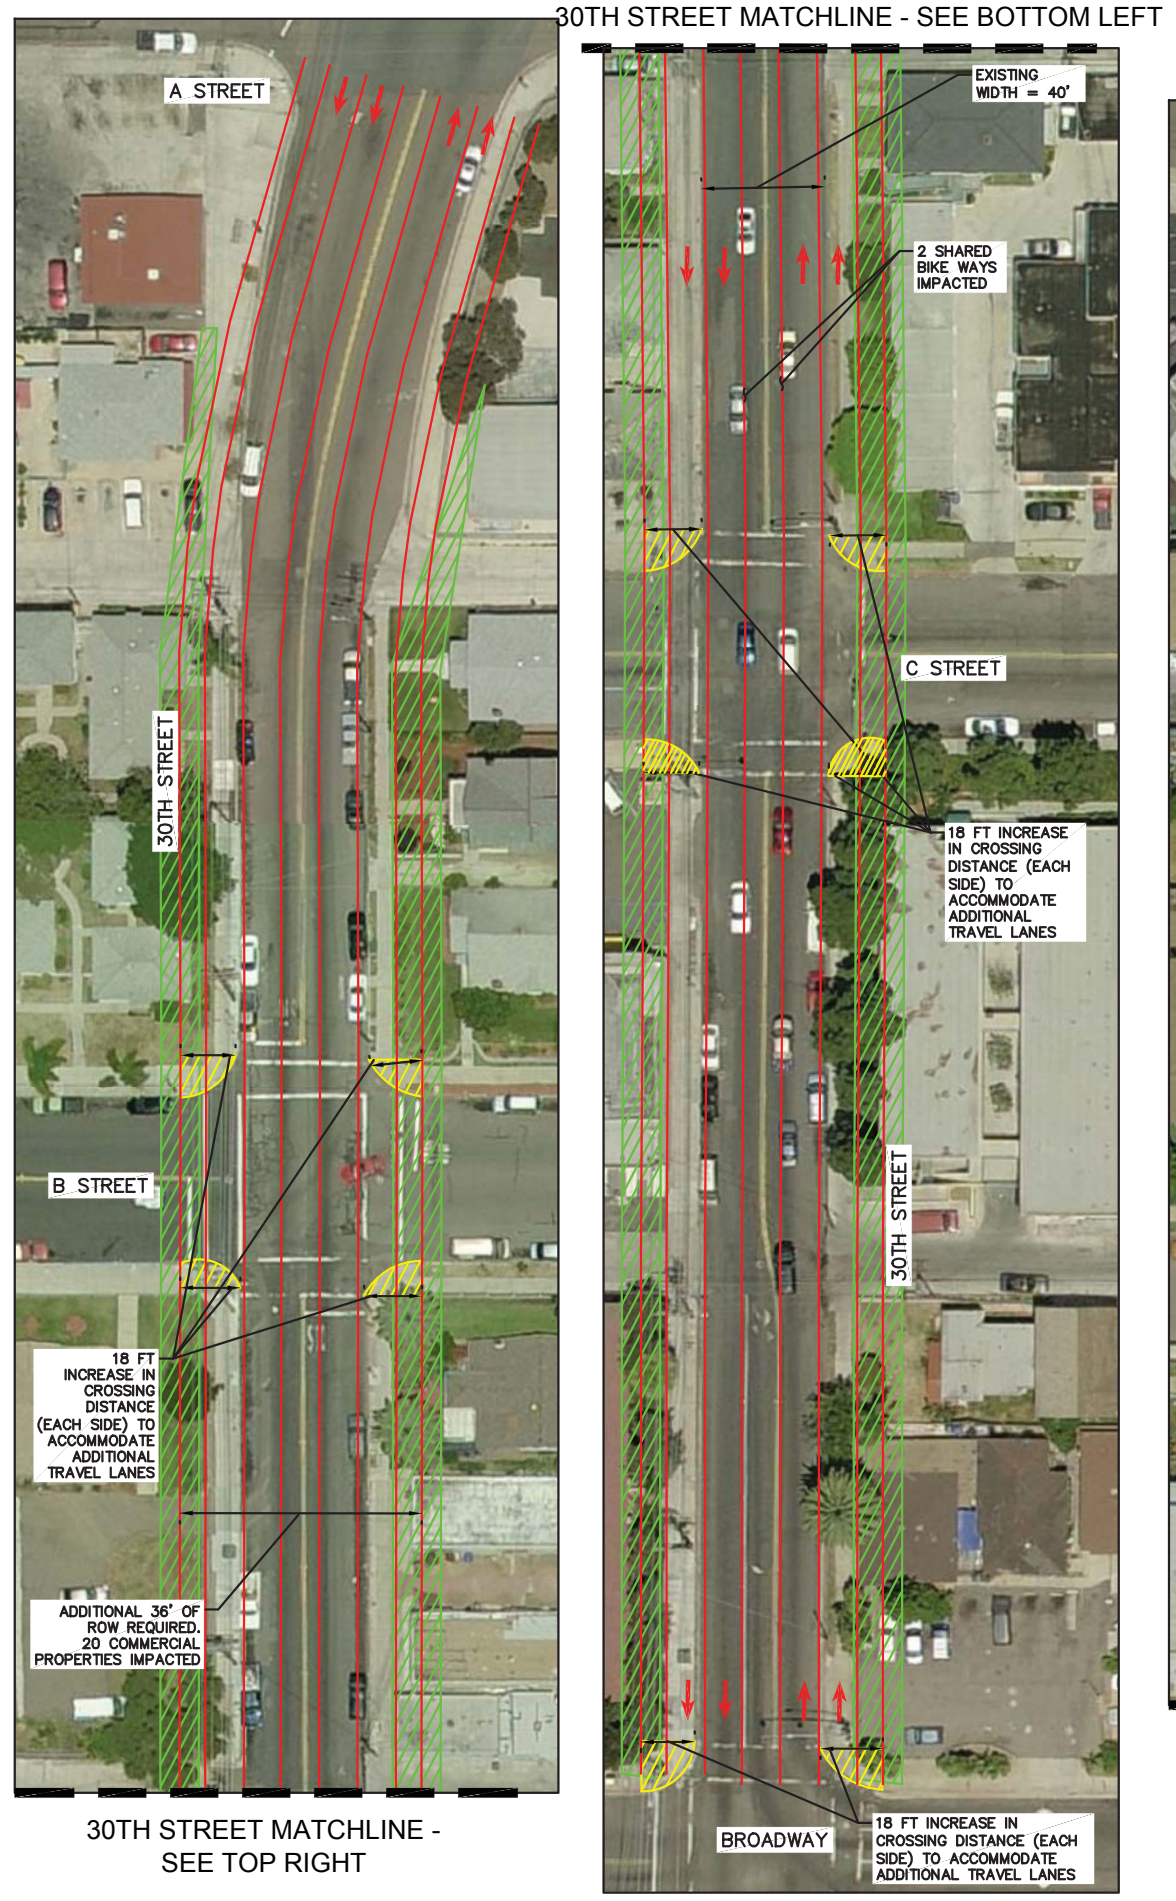 30TH STREET MATCHLINE - SEE BOTTOM LEFT
A STREET
30TH STREET
B STREET
18 FT
INCREASE IN
CROSSING
DISTANCE
(EACH SIDE) TO
ACCOMMODATE
ADDITIONAL
TRAVEL LANES
ADDITIONAL 36' OF
ROW REQUIRED.
20 COMMERCIAL
PROPERTIES IMPACTED
30TH STREET MATCHLINE -
SEE TOP RIGHT
EXISTING
WIDTH = 40'
2 SHARED
BIKE WAYS
IMPACTED
C STREET
18 FT INCREASE
IN CROSSING
DISTANCE (EACH
SIDE) TO
ACCOMMODATE
ADDITIONAL
TRAVEL LANES
30TH STREET
BROADWAY
18 FT INCREASE IN
CROSSING DISTANCE (EACH
SIDE) TO ACCOMMODATE
ADDITIONAL TRAVEL LANES